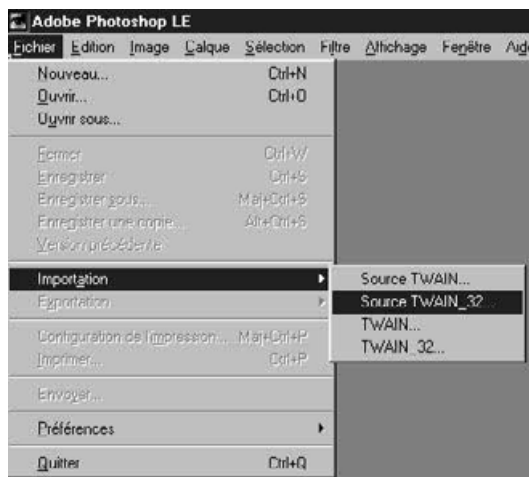 Adobe Photoshop LE
Fichier Edition Image Calque Sélection Filtre Affichage Fenêtre Aide
Nouveau... Ctrl+N
Ouvrir... Ctrl+O
Ouvrir sous...
Fermer Ctrl+W
Enregistrer Ctrl+S
Enregistrer sous... Maj+Ctrl+S
Enregistrer une copie... Alt+Ctrl+S
Version précédente
Importation
Source TWAIN...
Exportation
Source TWAIN_32...
TWAIN...
Configuration de l'impression... Maj+Ctrl+P
TWAIN_32...
Imprimer... Ctrl+P
Envoyer...
Préférences
Quitter Ctrl+Q